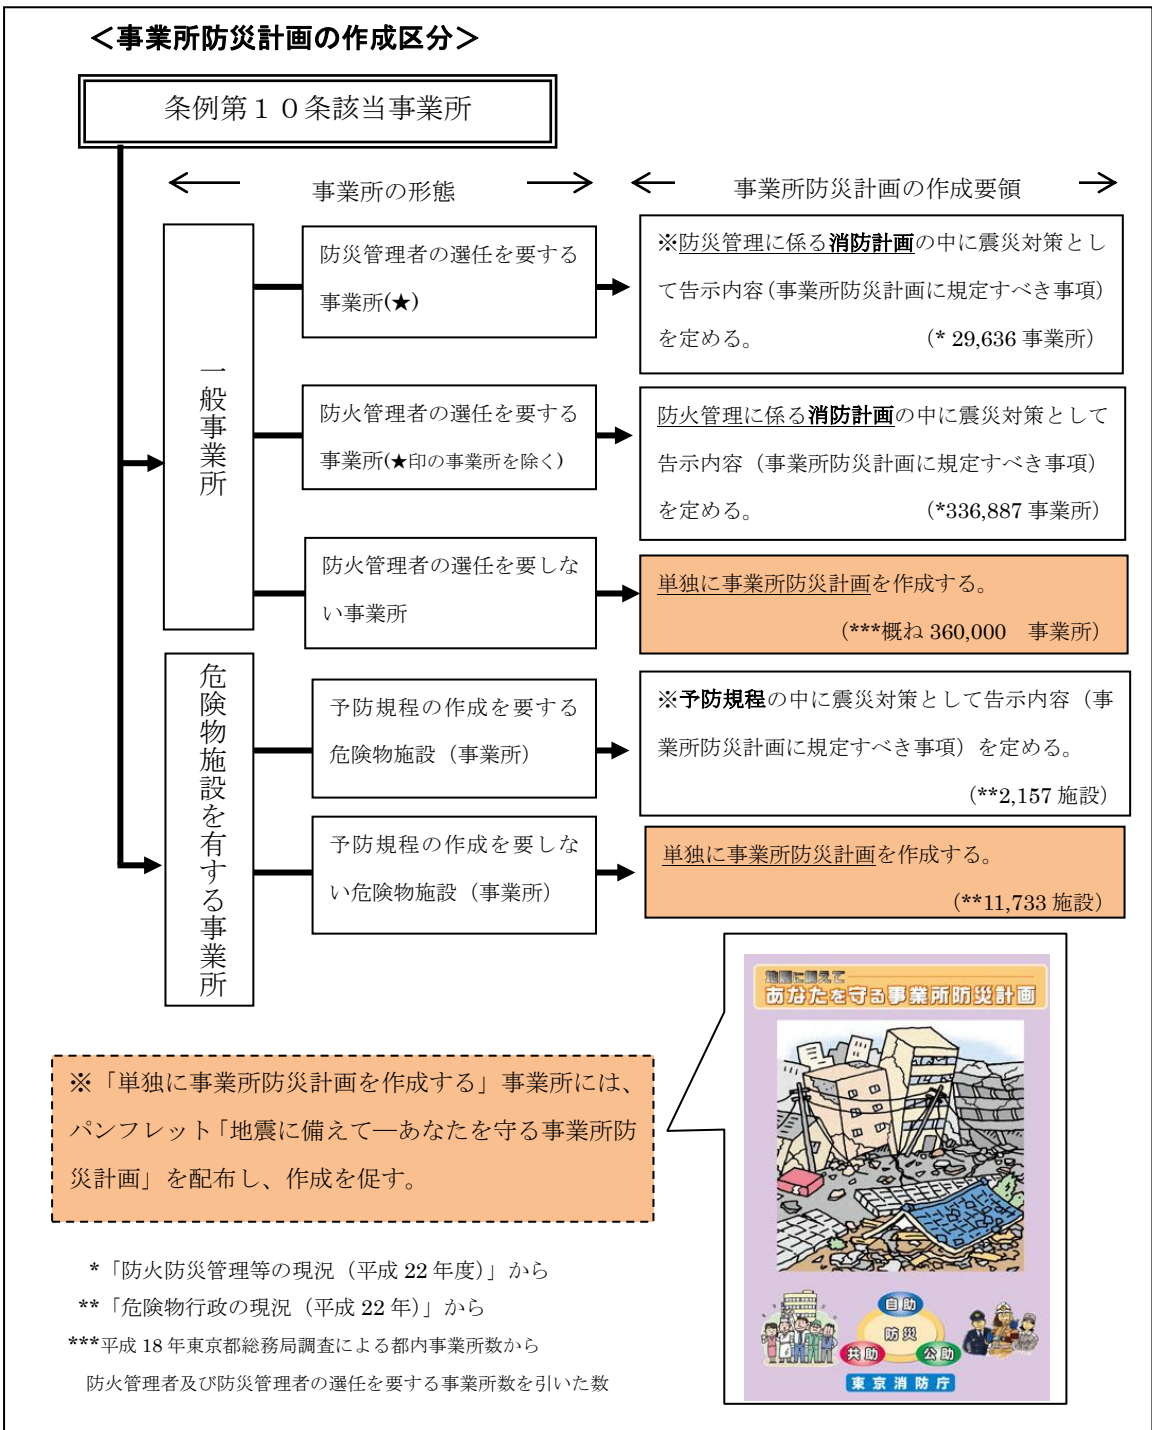 ＜事業所防災計画の作成区分＞
条例第１０条該当事業所
事業所の形態
事業所防災計画の作成要領
一般事業所
防災管理者の選任を要する
事業所(★)
※防災管理に係る消防計画の中に震災対策とし
て告示内容（事業所防災計画に規定すべき事項）
を定める。　（* 29,636 事業所）
防火管理者の選任を要する
事業所(★印の事業所を除く)
防火管理に係る消防計画の中に震災対策として
告示内容（事業所防災計画に規定すべき事項）
を定める。　（*336,887 事業所）
防火管理者の選任を要しな
い事業所
単独に事業所防災計画を作成する。
（***概ね 360,000　事業所）
危険物施設を有する事業所
予防規程の作成を要する
危険物施設（事業所）
※予防規程の中に震災対策として告示内容（事
業所防災計画に規定すべき事項）を定める。
（**2,157 施設）
予防規程の作成を要しな
い危険物施設（事業所）
単独に事業所防災計画を作成する。
（**11,733 施設）
※「単独に事業所防災計画を作成する」事業所には、
パンフレット「地震に備えて―あなたを守る事業所防
災計画」を配布し、作成を促す。
地震に備えて
あなたを守る事業所防災計画
自助
防災
共助
公助
東京消防庁
*「防火防災管理等の現況（平成 22 年度）」から
**「危険物行政の現況（平成 22 年）」から
***平成 18 年東京都総務局調査による都内事業所数から
防火管理者及び防災管理者の選任を要する事業所数を引いた数